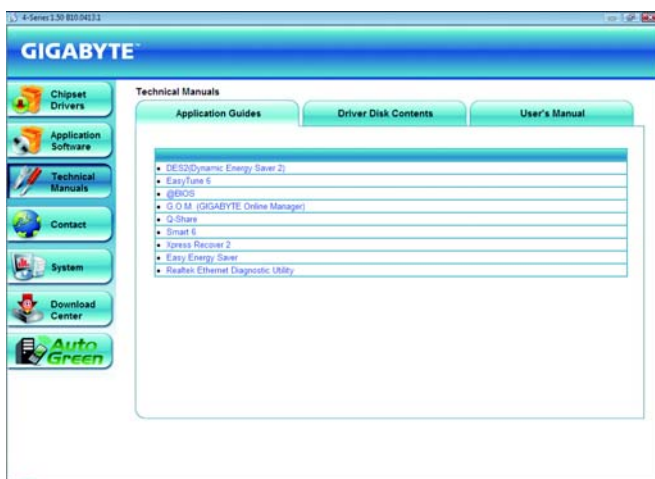 4-Series 1.50 B10.0413.1
GIGABYTE™
Chipset
Drivers
Application
Software
Technical
Manuals
Contact
System
Download
Center
Auto
Green
Technical Manuals
Application Guides
Driver Disk Contents
User's Manual
DES2(Dynamic Energy Saver 2)
EasyTune 6
@BIOS
G.O.M. (GIGABYTE Online Manager)
Q-Share
Smart 6
Xpress Recover 2
Easy Energy Saver
Realtek Ethernet Diagnostic Utility